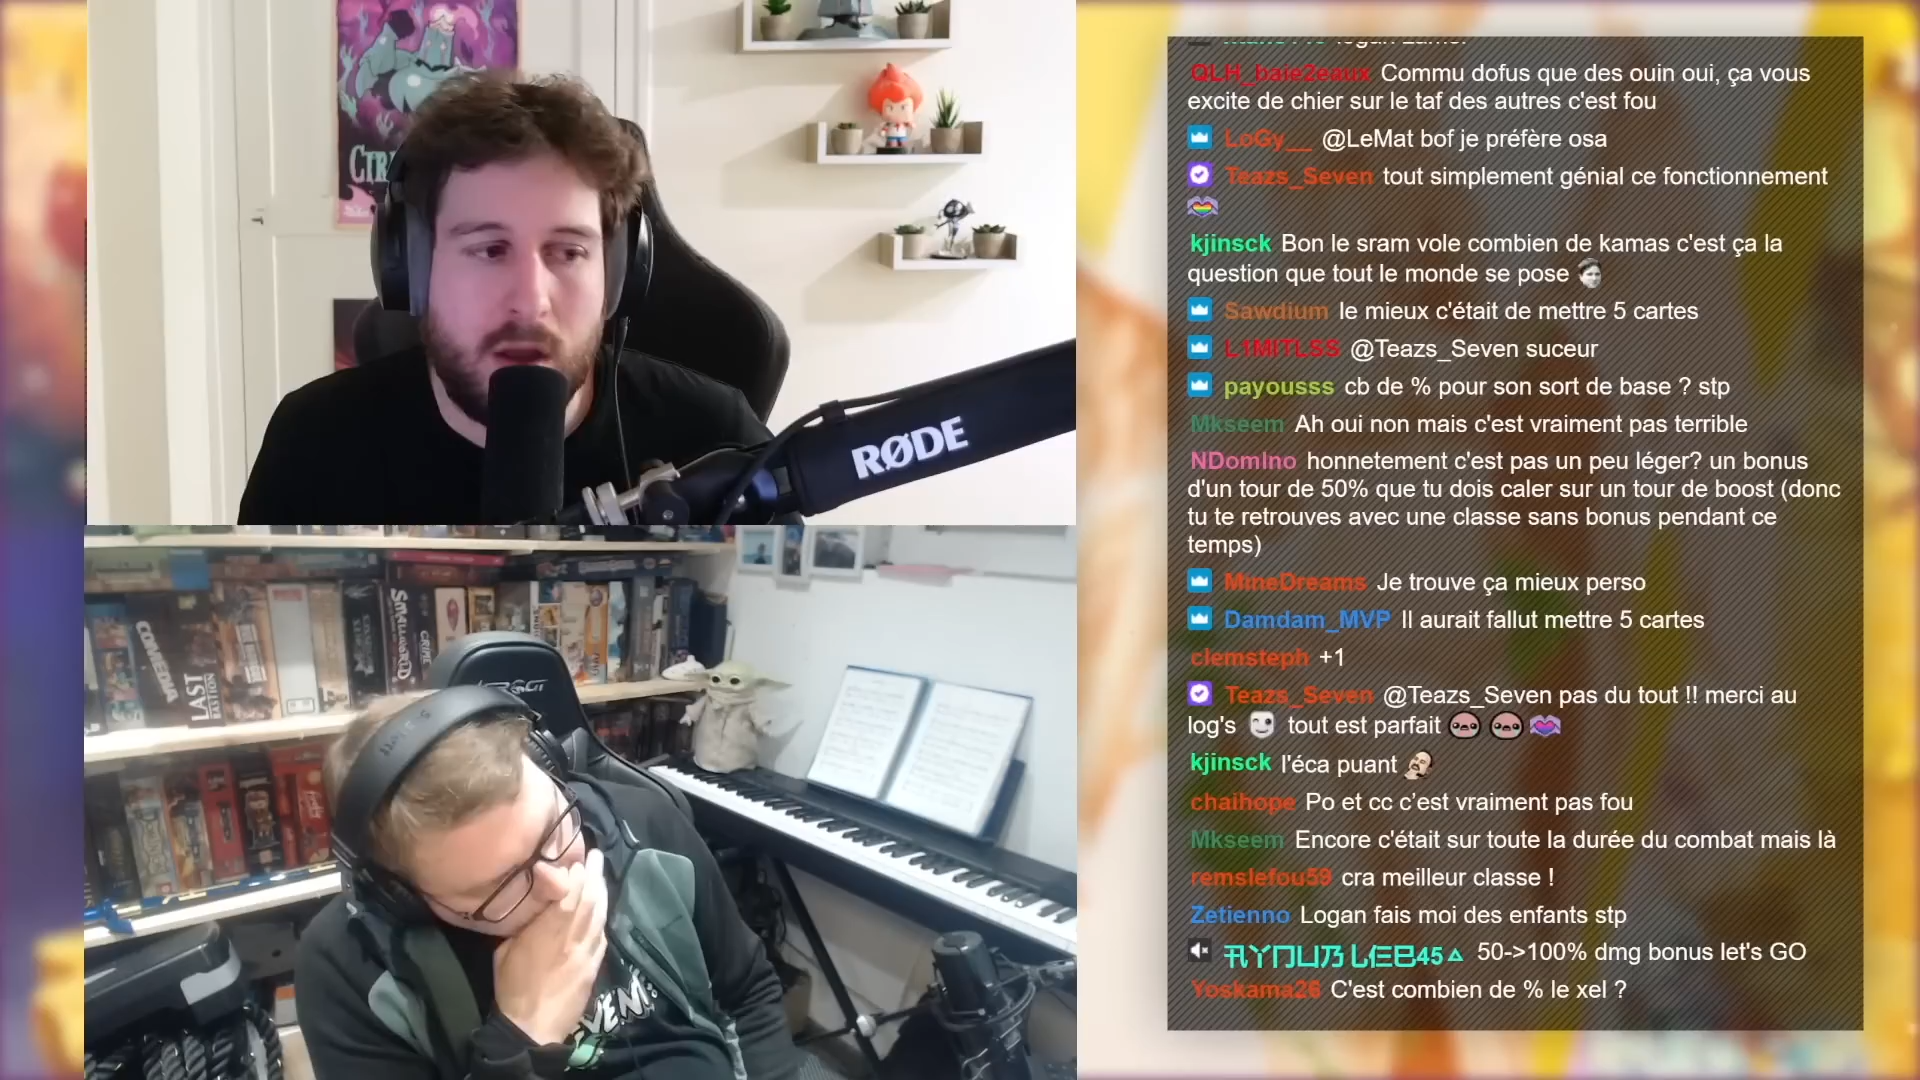 RØDE
COMEDIA
LAST
BASTION
SMALLWORLD
CRIME
QLH_baie2eaux Commu dofus que des ouin oui, ça vous
excite de chier sur le taf des autres c'est fou
LoGy__ @LeMat bof je préfère osa
Teazs_Seven tout simplement génial ce fonctionnement
kjinsck Bon le sram vole combien de kamas c'est ça la
question que tout le monde se pose
Sawdium le mieux c'était de mettre 5 cartes
L1MITLSS @Teazs_Seven suceur
payousss cb de % pour son sort de base ? stp
Mkseem Ah oui non mais c'est vraiment pas terrible
NDomIno honnetement c'est pas un peu léger? un bonus
d'un tour de 50% que tu dois caler sur un tour de boost (donc
tu te retrouves avec une classe sans bonus pendant ce
temps)
MineDreams Je trouve ça mieux perso
Damdam_MVP Il aurait fallut mettre 5 cartes
clemsteph +1
Teazs_Seven @Teazs_Seven pas du tout !! merci au
log's tout est parfait
kjinsck l'éca puant
chaihope Po et cc c’est vraiment pas fou
Mkseem Encore c'était sur toute la durée du combat mais là
remslefou59 cra meilleur classe !
Zetienno Logan fais moi des enfants stp
50->100% dmg bonus let's GO
Yoskama26 C'est combien de % le xel ?